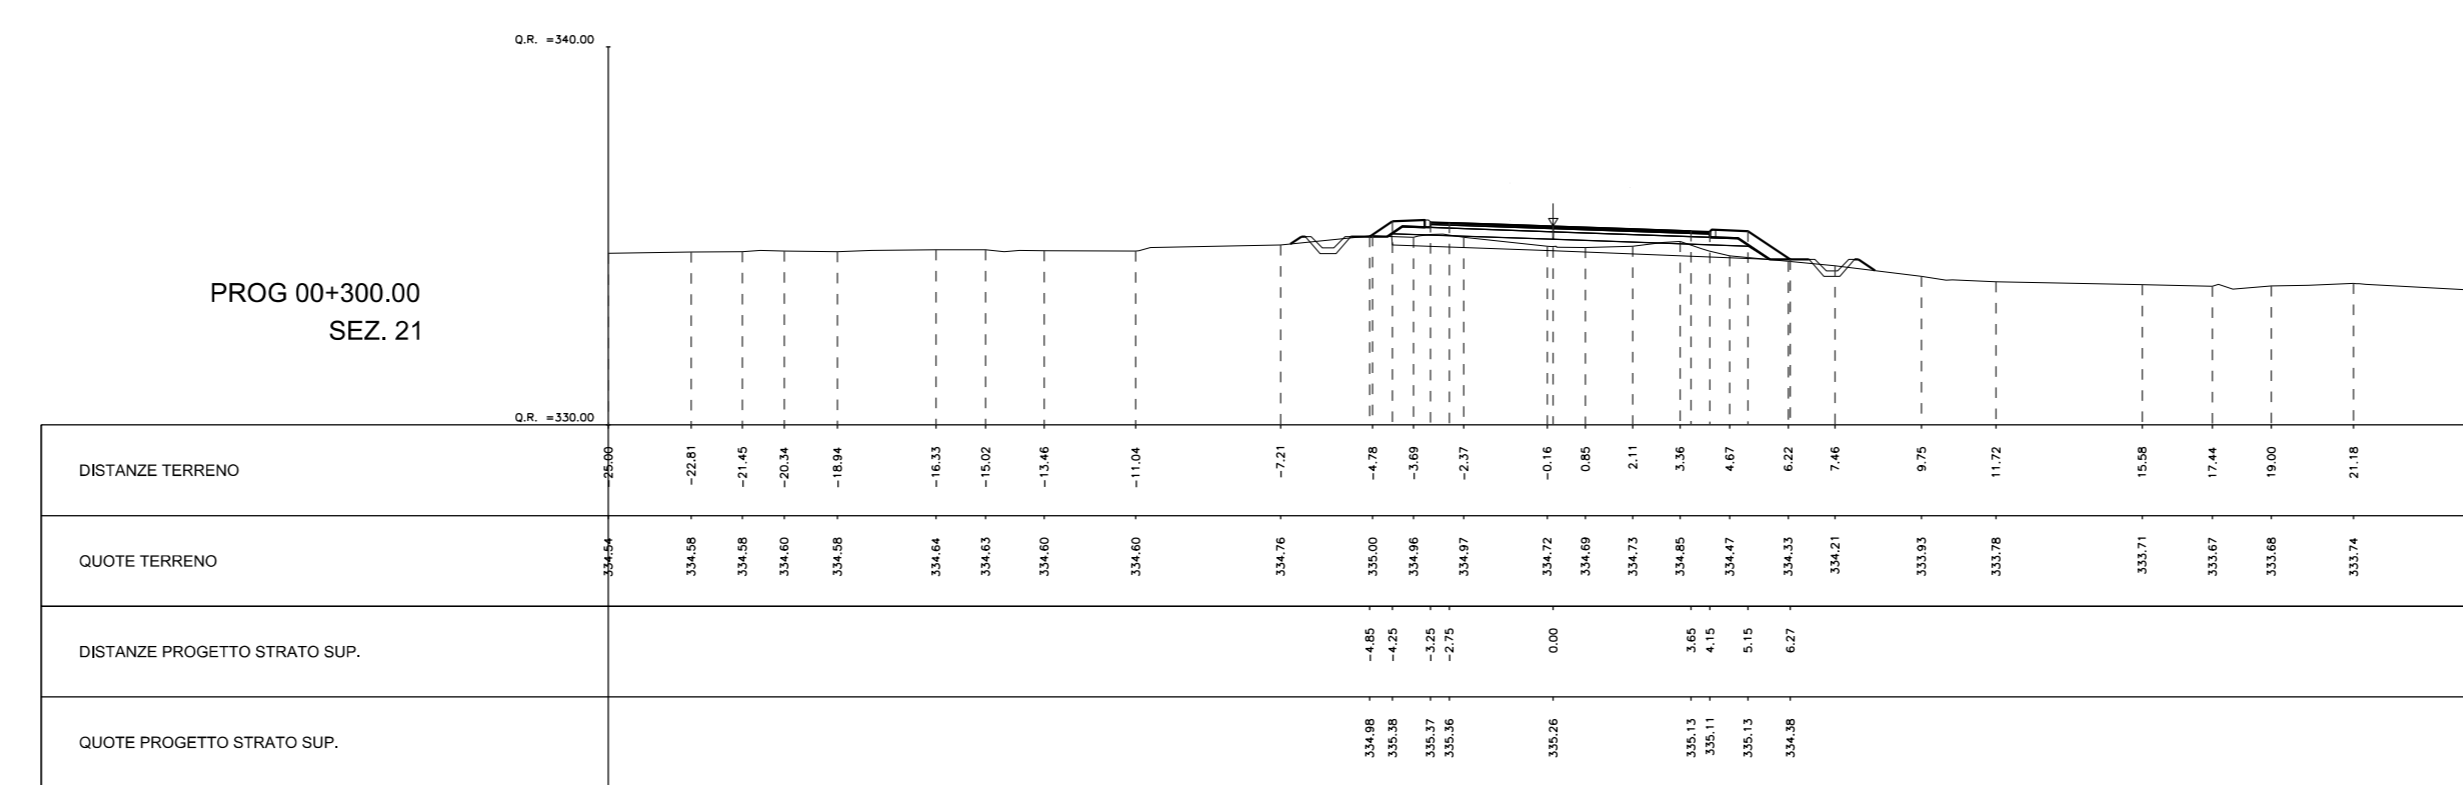 Q.R. =340.00
PROG 00+300.00
SEZ. 21
Q.R. =330.00
DISTANZE TERRENO -25.00 -22.81 -21.45 -20.34 -18.94 -16.33 -15.02 -13.46 -11.04 -7.21 -4.78 -3.69 -2.37 -0.16 0.85 2.11 3.36 4.67 6.22 7.46 9.75 11.72 15.58 17.44 19.00 21.18
QUOTE TERRENO 334.54 334.58 334.58 334.60 334.58 334.64 334.63 334.60 334.60 334.76 335.00 334.96 334.97 334.72 334.69 334.73 334.85 334.47 334.33 334.21 333.93 333.78 333.71 333.67 333.68 333.74
DISTANZE PROGETTO STRATO SUP. -4.85 -4.25 -3.25 -2.75 0.00 3.65 4.15 5.15 6.27
QUOTE PROGETTO STRATO SUP. 334.98 335.38 335.37 335.36 335.26 335.13 335.11 335.13 334.38